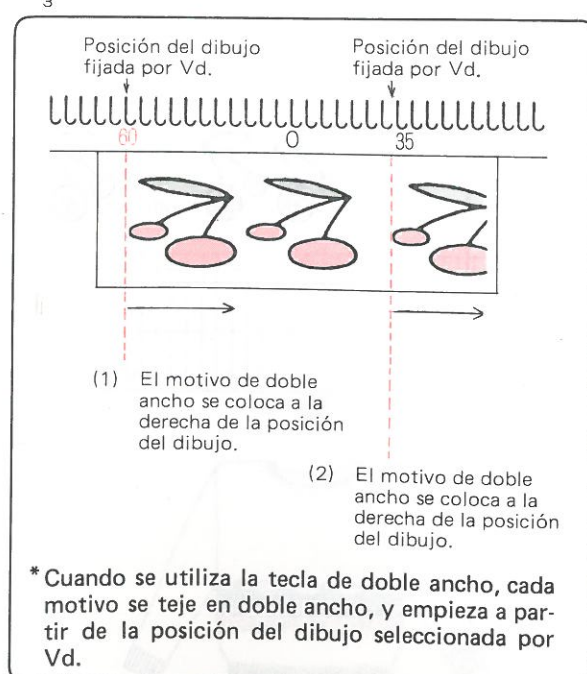 3
Posición del dibujo
fijada por Vd.
Posición del dibujo
fijada por Vd.
60
0
35
(1) El motivo de doble
ancho se coloca a la
derecha de la posición
del dibujo.
(2) El motivo de doble
ancho se coloca a la
derecha de la posición
del dibujo.
* Cuando se utiliza la tecla de doble ancho, cada
motivo se teje en doble ancho, y empieza a par-
tir de la posición del dibujo seleccionada por
Vd.